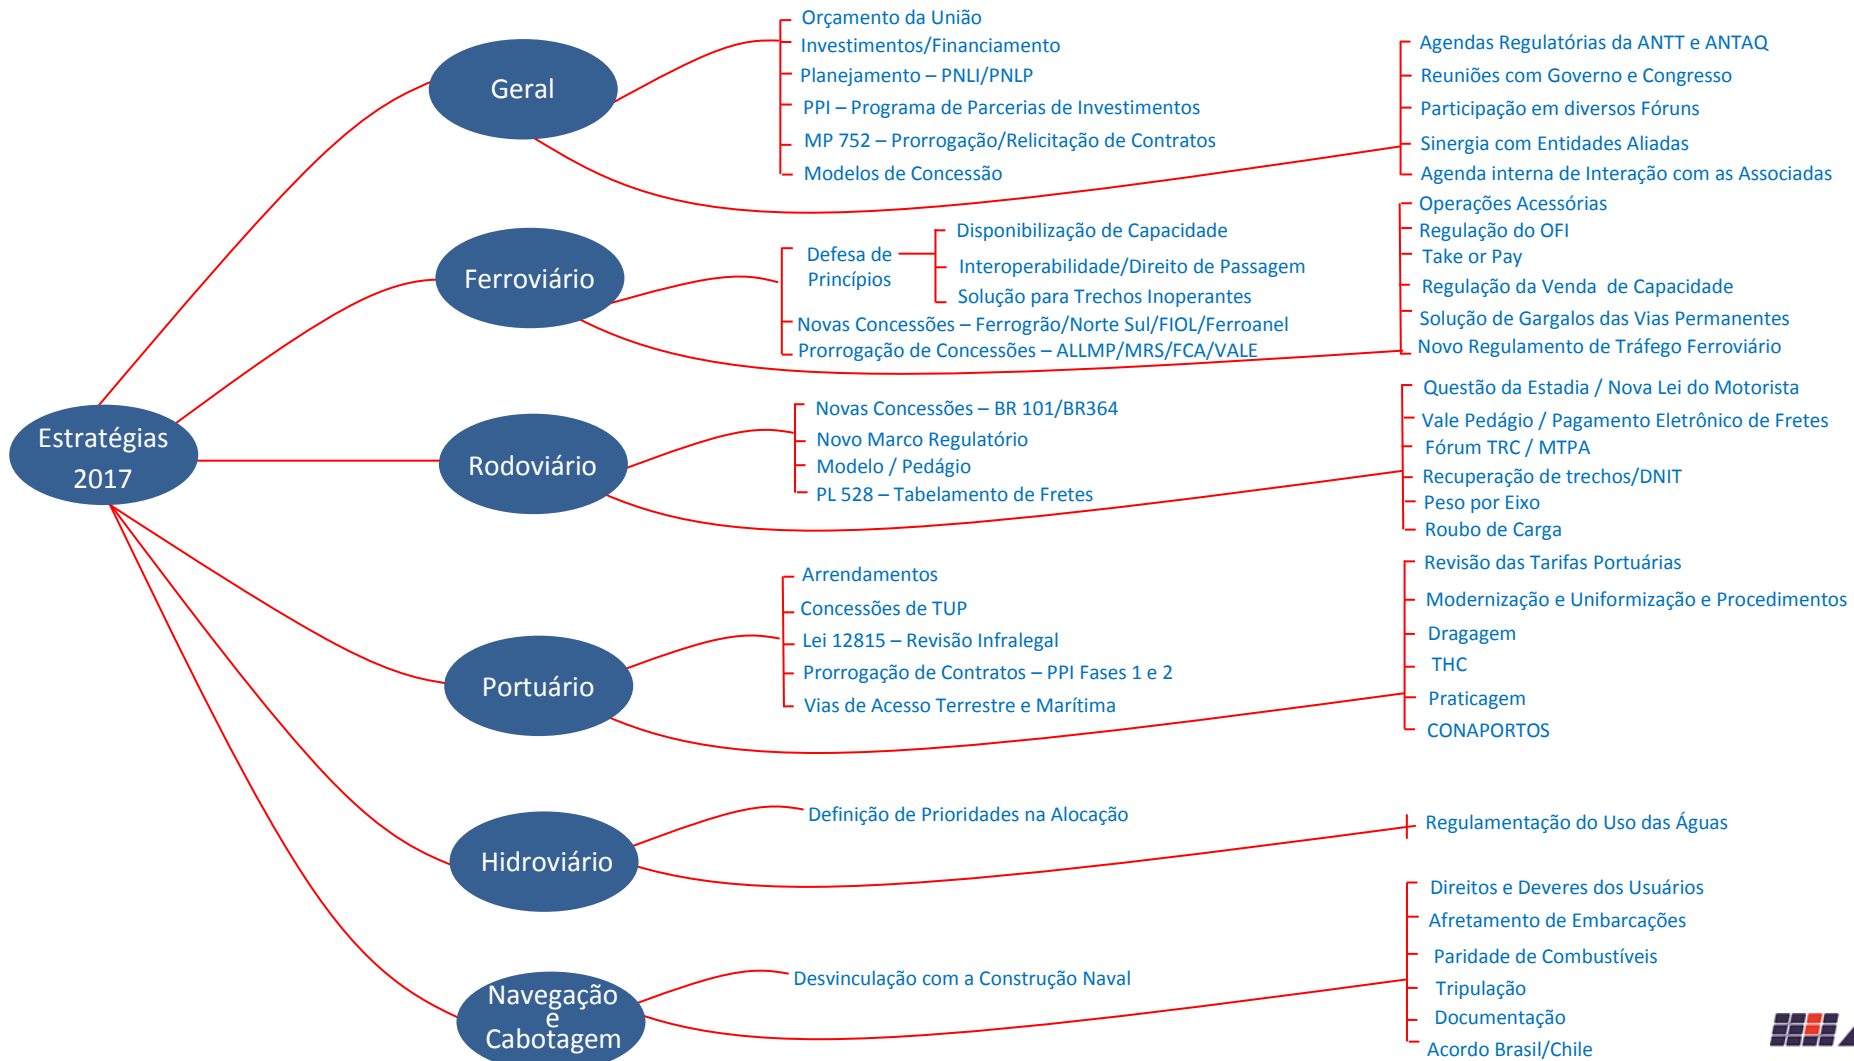 Estratégias
2017
Geral
Orçamento da União
Investimentos/Financiamento
Planejamento – PNLI/PNLP
PPI – Programa de Parcerias de Investimentos
MP 752 – Prorrogação/Relicitação de Contratos
Modelos de Concessão
Agendas Regulatórias da ANTT e ANTAQ
Reuniões com Governo e Congresso
Participação em diversos Fóruns
Sinergia com Entidades Aliadas
Agenda interna de Interação com as Associadas
Ferroviário
Defesa de
Princípios
Disponibilização de Capacidade
Interoperabilidade/Direito de Passagem
Solução para Trechos Inoperantes
Novas Concessões – Ferrogrão/Norte Sul/FIOL/Ferroanel
Prorrogação de Concessões – ALLMP/MRS/FCA/VALE
Operações Acessórias
Regulação do OFI
Take or Pay
Regulação da Venda de Capacidade
Solução de Gargalos das Vias Permanentes
Novo Regulamento de Tráfego Ferroviário
Rodoviário
Novas Concessões – BR 101/BR364
Novo Marco Regulatório
Modelo / Pedágio
PL 528 – Tabelamento de Fretes
Questão da Estadia / Nova Lei do Motorista
Vale Pedágio / Pagamento Eletrônico de Fretes
Fórum TRC / MTPA
Recuperação de trechos/DNIT
Peso por Eixo
Roubo de Carga
Portuário
Arrendamentos
Concessões de TUP
Lei 12815 – Revisão Infralegal
Prorrogação de Contratos – PPI Fases 1 e 2
Vias de Acesso Terrestre e Marítima
Revisão das Tarifas Portuárias
Modernização e Uniformização e Procedimentos
Dragagem
THC
Praticagem
CONAPORTOS
Hidroviário
Definição de Prioridades na Alocação
Regulamentação do Uso das Águas
Navegação
e
Cabotagem
Desvinculação com a Construção Naval
Direitos e Deveres dos Usuários
Afretamento de Embarcações
Paridade de Combustíveis
Tripulação
Documentação
Acordo Brasil/Chile